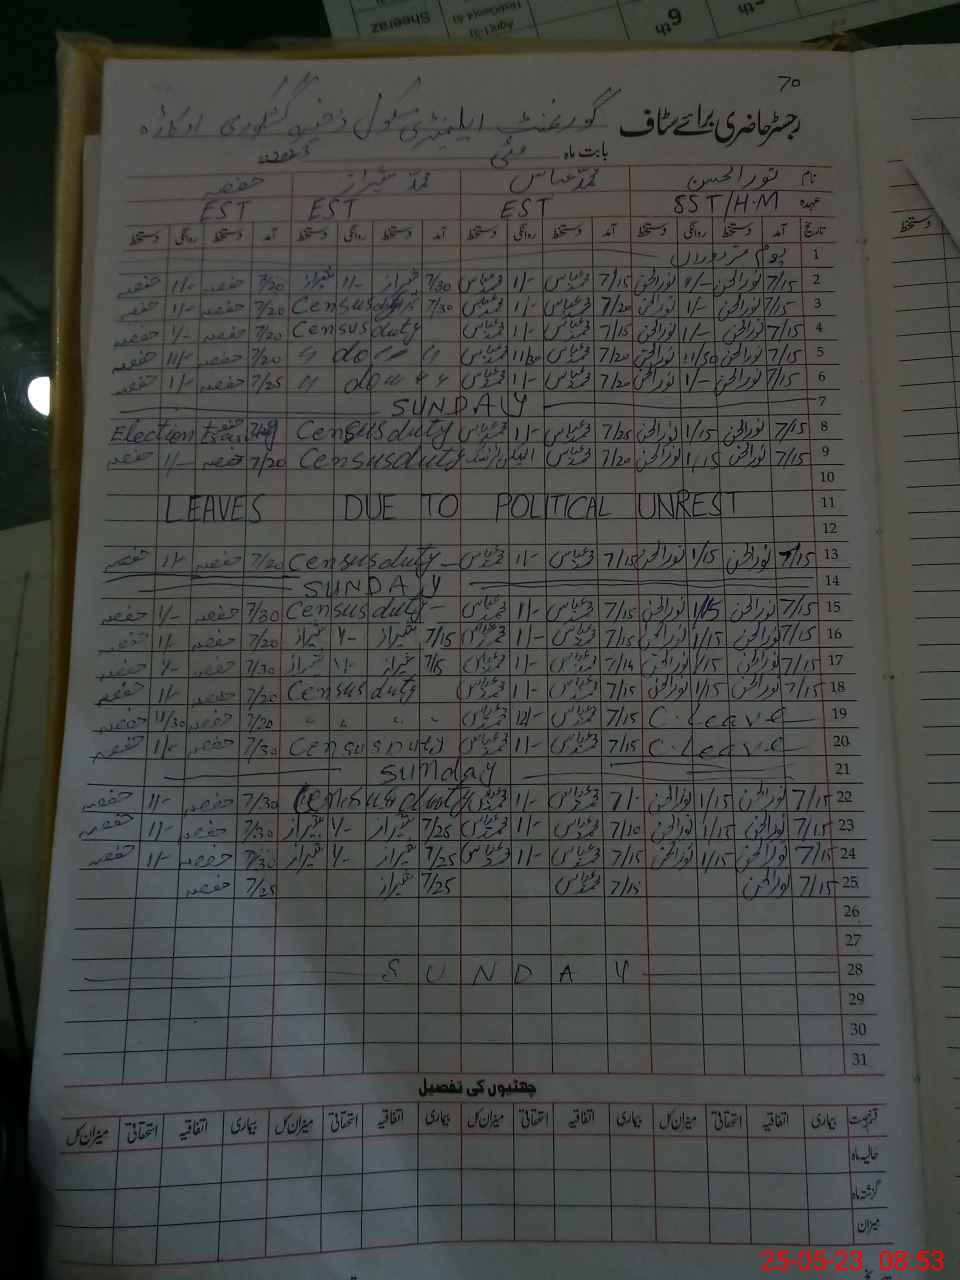 Sheeraz
6th
70
رجسٹر حاضری برائے سٹاف گورنمنٹ ایلیمنٹری سکول اوکاڑہ
بابت ماہ مئی 2023
نام نور الحسن محمد عباس محمد شیراز حفصہ
عہدہ SST/H.M EST EST EST
تاریخ آمد دستخط روانگی دستخط آمد دستخط روانگی دستخط آمد دستخط روانگی دستخط آمد دستخط روانگی دستخط
1 یوم مزدوراں
2 7/15 نور الحسن 1/- نور الحسن 7/15 محمد عباس 1/- محمد عباس 7/30 شیراز 1/- شیراز 7/20 حفصہ 1/- حفصہ
3 7/15 نور الحسن 1/- نور الحسن 7/20 محمد عباس 1/- محمد عباس 7/30 Census duty 7/20 حفصہ 1/- حفصہ
4 7/15 نور الحسن 1/- نور الحسن 7/15 محمد عباس 1/- محمد عباس Census duty 7/20 حفصہ 1/- حفصہ
5 7/15 نور الحسن 11/30 نور الحسن 7/20 محمد عباس محمد عباس " do " " 7/20 حفصہ 11/- حفصہ
6 7/15 نور الحسن 1/- نور الحسن 7/20 محمد عباس 1/- محمد عباس " do " " 7/25 حفصہ 1/- حفصہ
7 SUNDAY
8 7/15 نور الحسن 1/15 نور الحسن 7/25 محمد عباس 1/- محمد عباس Census duty Election
9 7/15 نور الحسن 1/15 نور الحسن 7/20 محمد عباس Census duty 7/20 حفصہ 1/- حفصہ
10
11 LEAVES DUE TO POLITICAL UNREST
12
13 7/15 نور الحسن 1/15 نور الحسن 7/15 محمد عباس 1/- محمد عباس Census duty 7/20 حفصہ 1/- حفصہ
14 SUNDAY
15 7/15 نور الحسن 1/15 نور الحسن 7/15 محمد عباس 1/- محمد عباس Census duty 7/30 حفصہ 1/- حفصہ
16 7/15 نور الحسن 1/15 نور الحسن 7/15 محمد عباس 1/- محمد عباس 7/15 شیراز 1/- شیراز 7/20 حفصہ 1/- حفصہ
17 7/15 نور الحسن 1/15 نور الحسن 7/14 محمد عباس 1/- محمد عباس 7/15 شیراز 1/- شیراز 7/30 حفصہ 1/- حفصہ
18 7/15 نور الحسن 1/15 نور الحسن 7/15 محمد عباس 1/- محمد عباس Census duty 7/20 حفصہ 1/- حفصہ
19 C. Leave 7/15 محمد عباس 12/- محمد عباس " " " " 7/20 حفصہ 11/30 حفصہ
20 C. Leave 7/15 محمد عباس 1/- محمد عباس Census duty 7/30 حفصہ 1/- حفصہ
21 Sunday
22 7/15 نور الحسن 1/15 نور الحسن 7/- محمد عباس 1/- محمد عباس Census duty 7/30 حفصہ 1/- حفصہ
23 7/15 نور الحسن 1/15 نور الحسن 7/10 محمد عباس 1/- محمد عباس 7/25 شیراز 1/- شیراز 7/30 حفصہ 1/- حفصہ
24 7/15 نور الحسن 1/15 نور الحسن 7/15 محمد عباس 1/- محمد عباس 7/25 شیراز 1/- شیراز 7/30 حفصہ 1/- حفصہ
25 7/15 نور الحسن 7/15 محمد عباس 7/25 شیراز 7/25 حفصہ
26
27
28 SUNDAY
29
30
31
چھٹیوں کی تفصیل
بیماری اتفاقیہ استحقاقی میزان کل بیماری اتفاقیہ استحقاقی میزان کل بیماری اتفاقیہ استحقاقی میزان کل بیماری اتفاقیہ استحقاقی میزان کل
حالیہ ماہ
گزشتہ ماہ
میزان
25-05-23 08:53